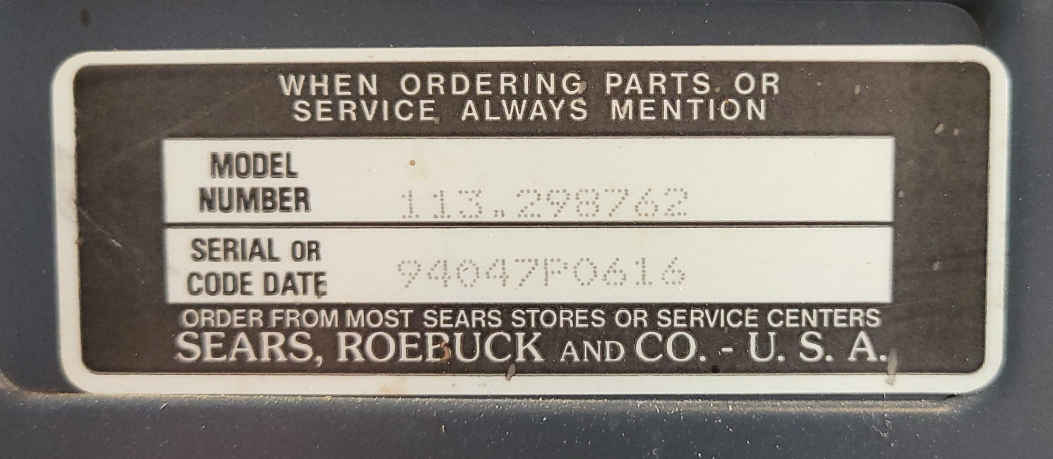 WHEN ORDERING PARTS OR
SERVICE ALWAYS MENTION
MODEL
NUMBER 113.298762
SERIAL OR
CODE DATE 94047P0616
ORDER FROM MOST SEARS STORES OR SERVICE CENTERS
SEARS, ROEBUCK AND CO. - U. S. A.